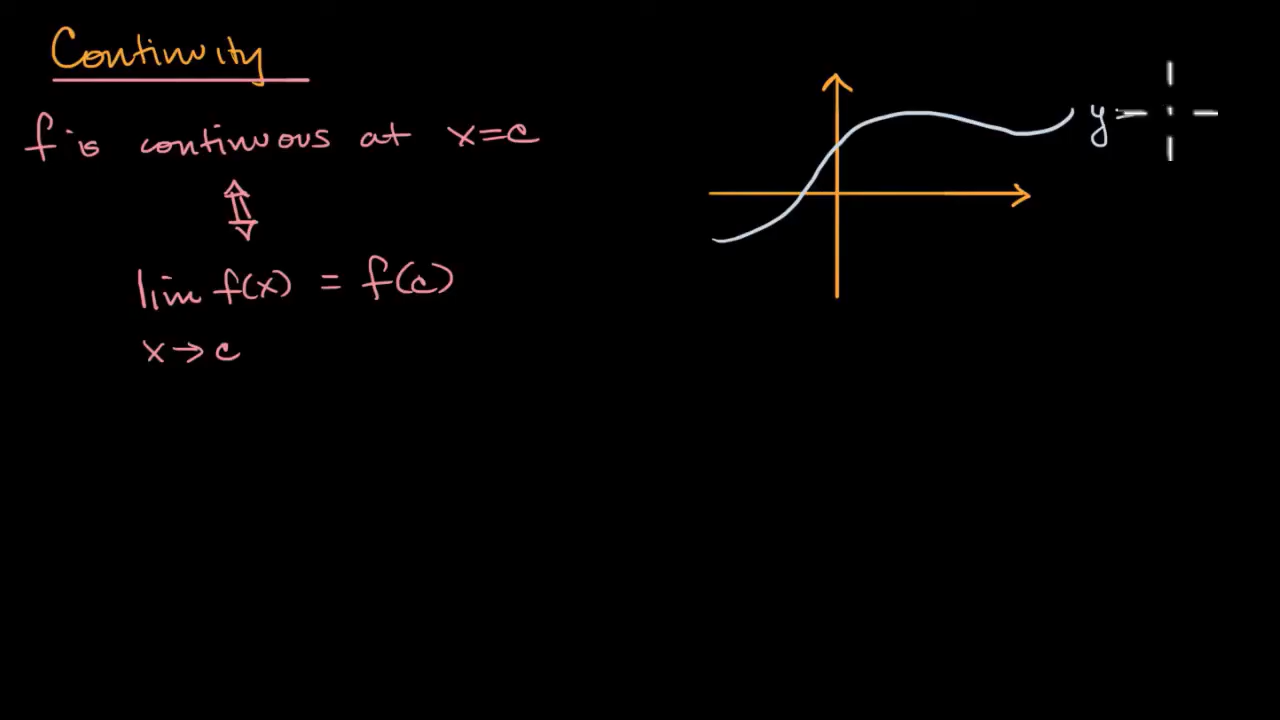 Continuity
f is continuous at x=c
⇕
lim f(x) = f(c)
x→c
y=